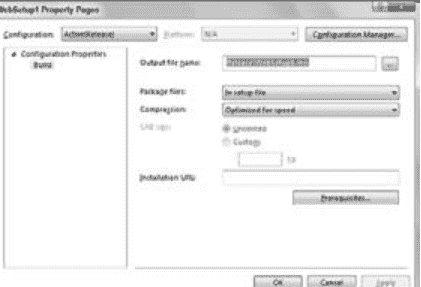 WebSetup1 Property Pages
Configuration: Active(Release) Platform: N/A Configuration Manager...
Configuration Properties
Build
Output file name:
Package files: In setup file
Compression: Optimized for speed
CAB size: Unlimited
Custom
Kb
Installation URL:
Prerequisites...
OK Cancel Apply